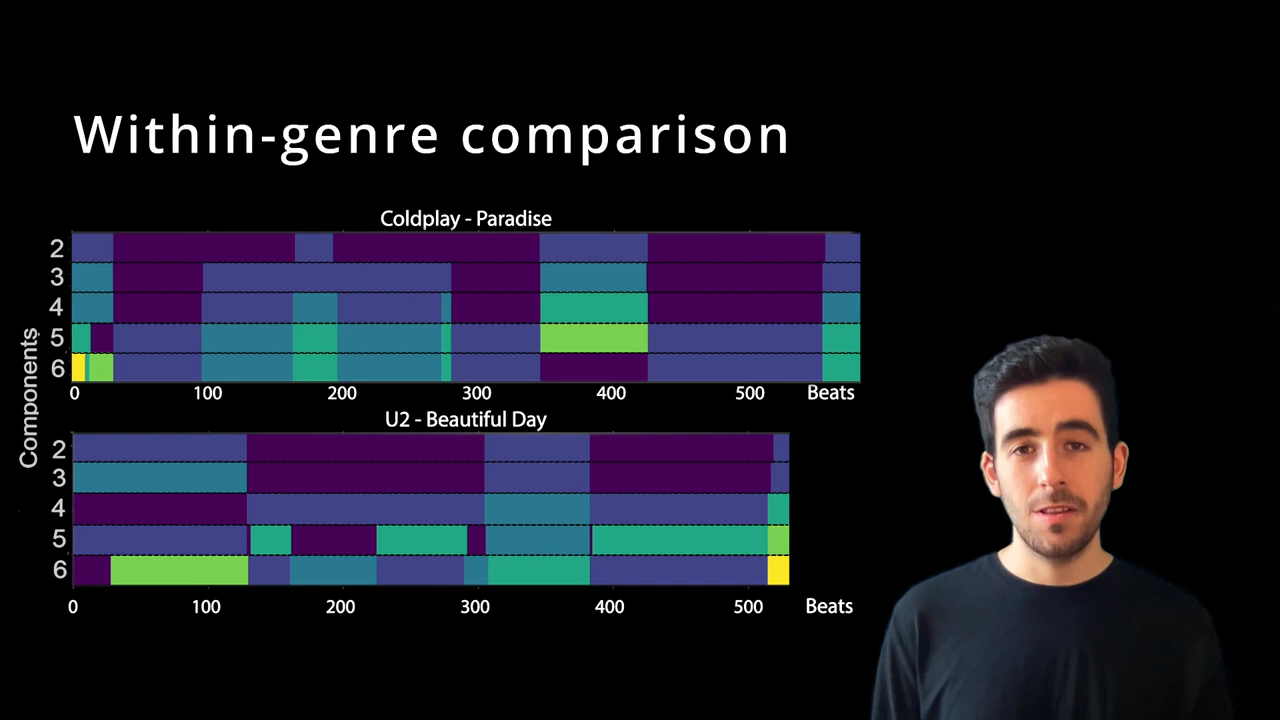 Within-genre comparison
Coldplay - Paradise
2
3
4
5
6
0 100 200 300 400 500 Beats
Components
U2 - Beautiful Day
2
3
4
5
6
0 100 200 300 400 500 Beats